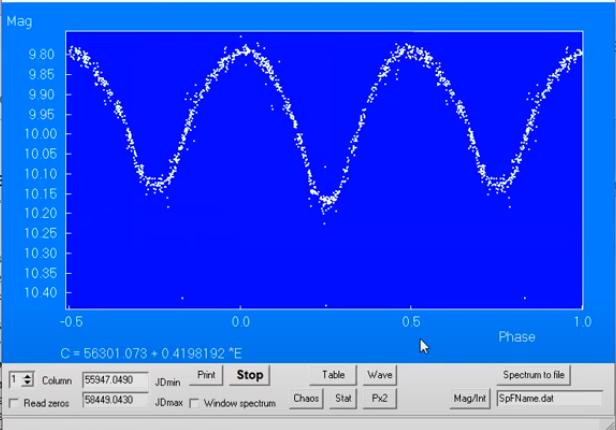 Mag
9.80
9.85
9.90
9.95
10.00
10.05
10.10
10.15
10.20
10.25
10.30
10.35
10.40
-0.5 0.0 0.5 1.0
Phase
C = 56301.073 + 0.4198192 *E
1 Column 55947.0490 JDmin Print Stop Table Wave Spectrum to file
Read zeros 58449.0430 JDmax Window spectrum Chaos Stat Px2 Mag/Int SpFName.dat